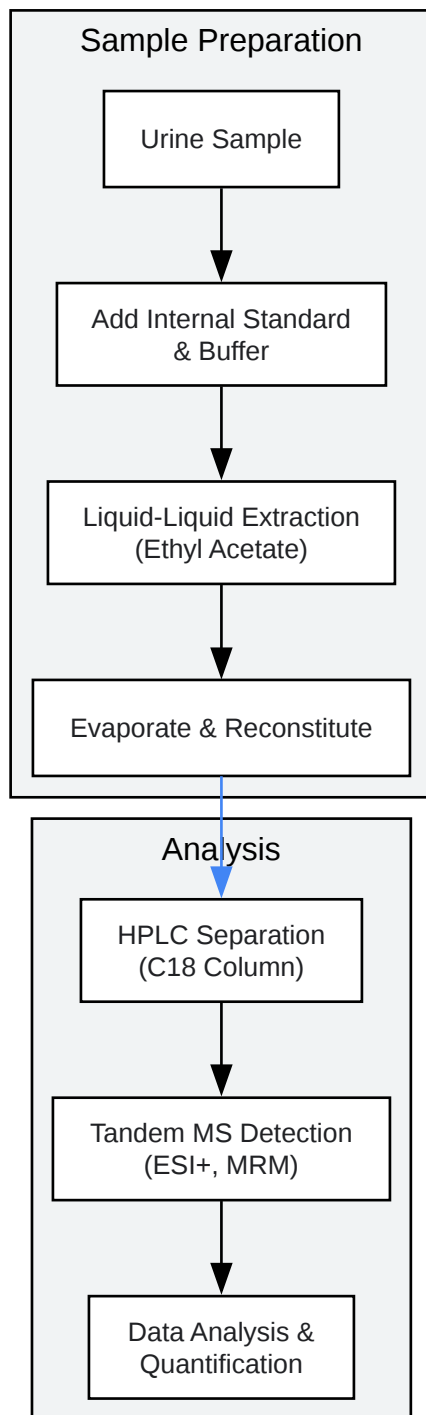 Sample Preparation
Urine Sample
Add Internal Standard
& Buffer
Liquid-Liquid Extraction
(Ethyl Acetate)
Evaporate & Reconstitute
Analysis
HPLC Separation
(C18 Column)
Tandem MS Detection
(ESI+, MRM)
Data Analysis &
Quantification